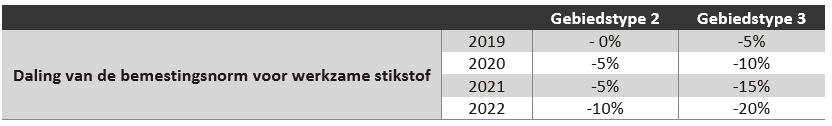 Gebiedstype 2 Gebiedstype 3
Daling van de bemestingsnorm voor werkzame stikstof
2019 - 0% -5%
2020 -5% -10%
2021 -5% -15%
2022 -10% -20%